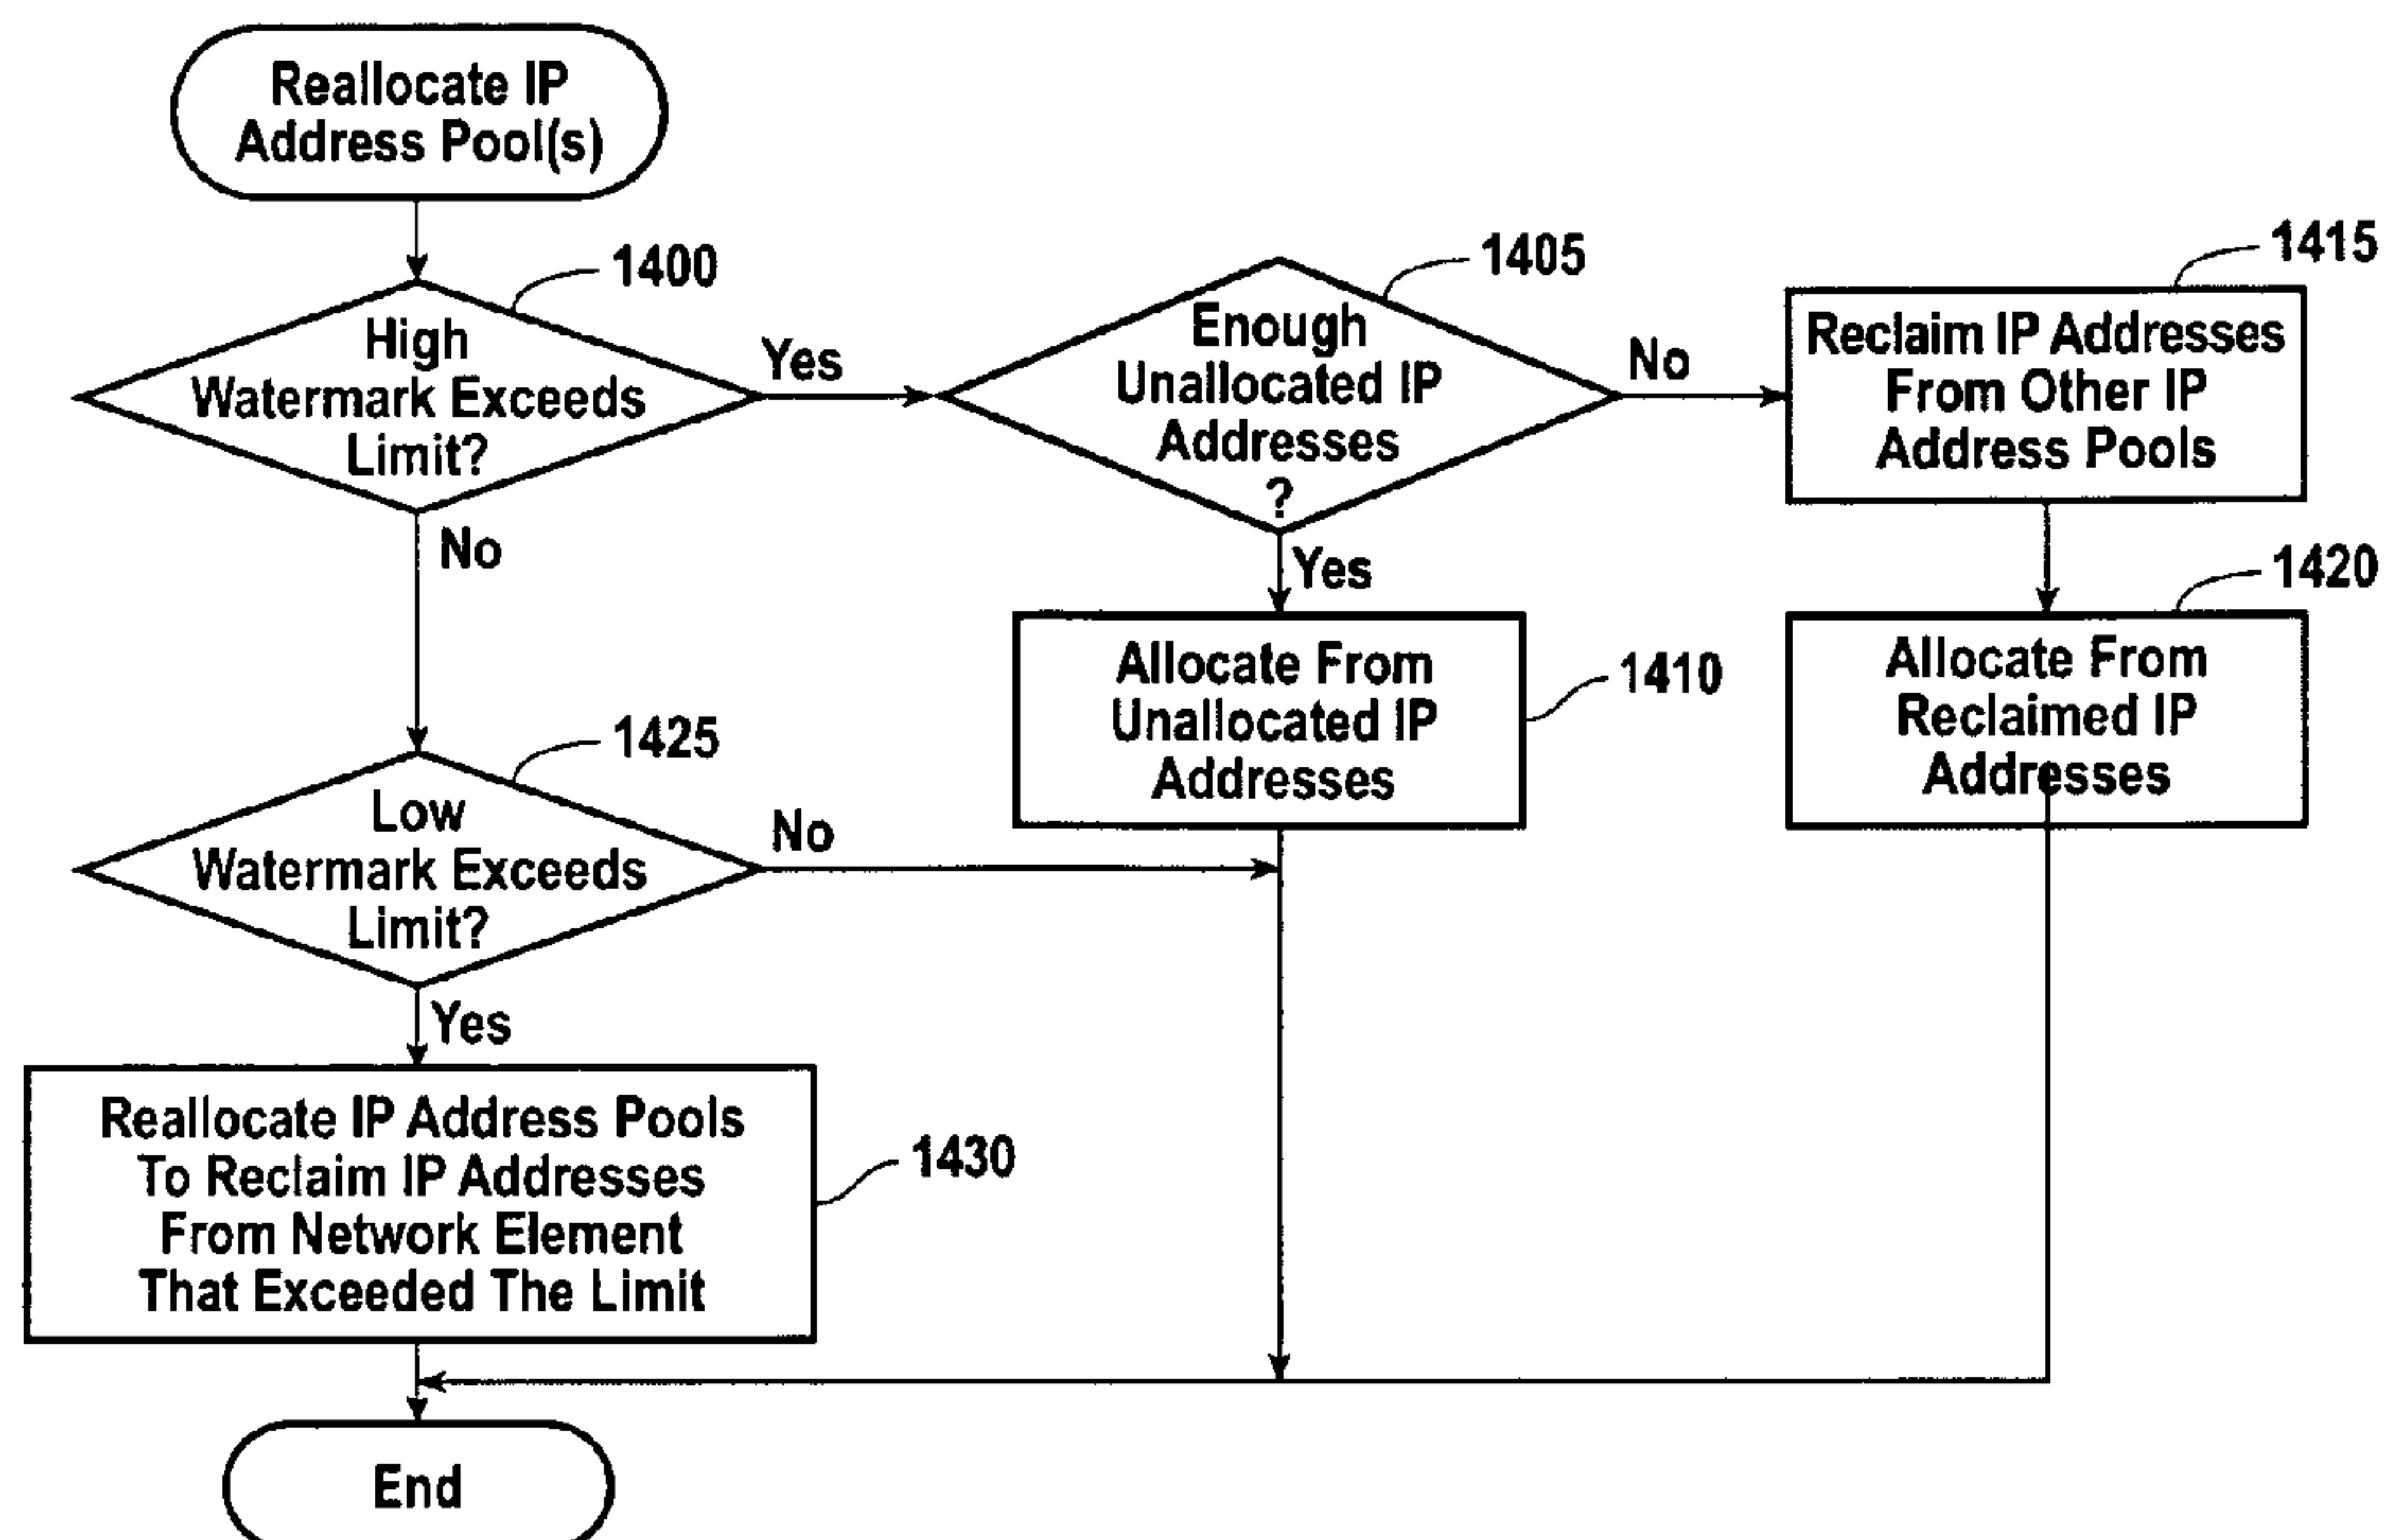 Reallocate IP
Address Pool(s)
1400
High
Watermark Exceeds
Limit?
Yes
No
1405
Enough
Unallocated IP
Addresses
?
No
Yes
1415
Reclaim IP Addresses
From Other IP
Address Pools
1420
Allocate From
Reclaimed IP
Addresses
Allocate From
Unallocated IP
Addresses
1410
1425
Low
Watermark Exceeds
Limit?
No
Yes
Reallocate IP Address Pools
To Reclaim IP Addresses
From Network Element
That Exceeded The Limit
1430
End